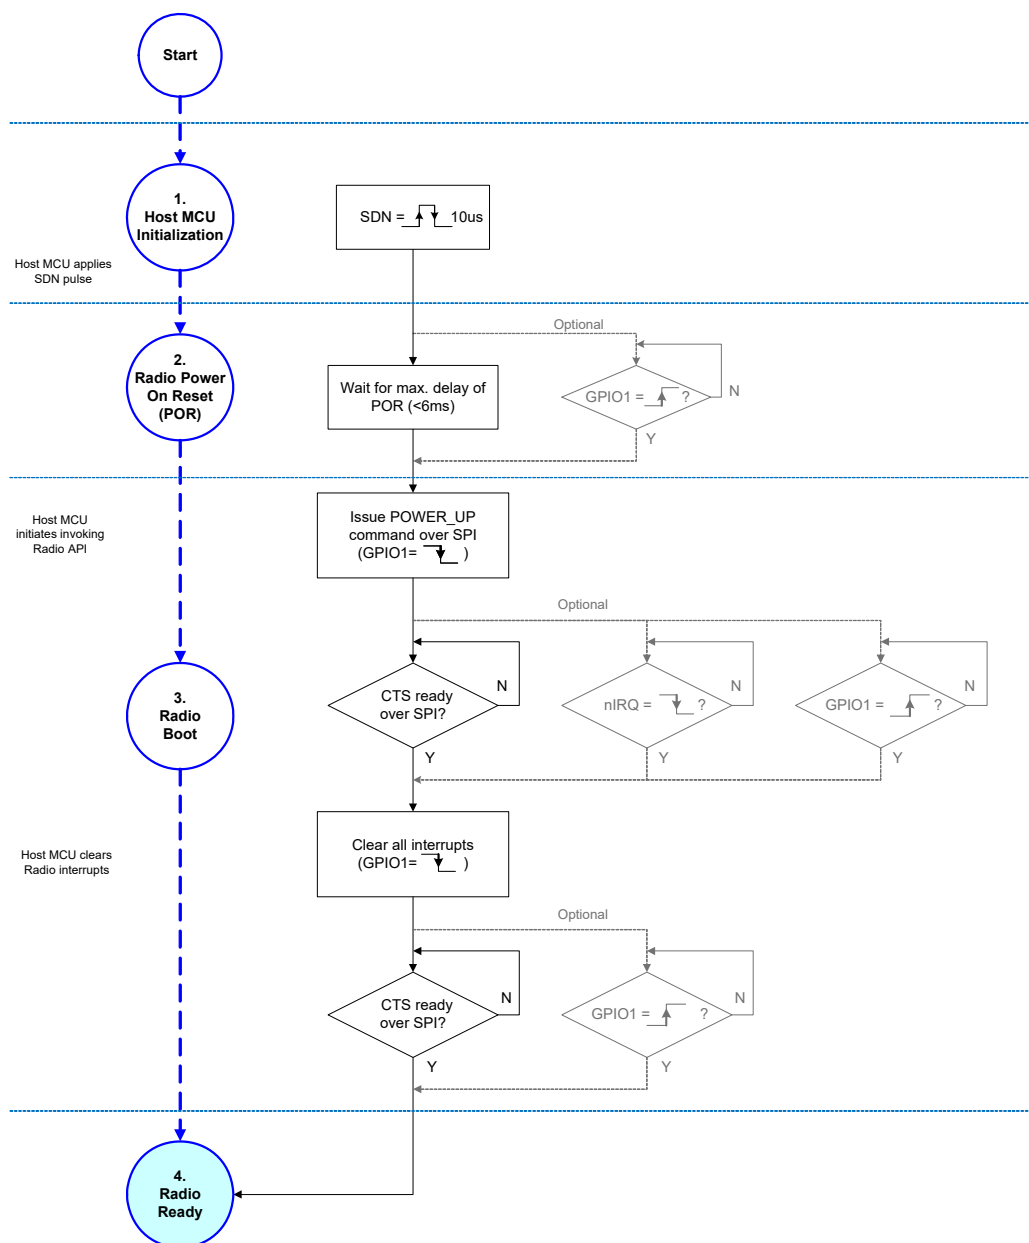 Start
1.
Host MCU
Initialization
SDN = 10us
Host MCU applies
SDN pulse
Optional
2.
Radio Power
On Reset
(POR)
Wait for max. delay of
POR (<6ms)
GPIO1 = ?
N
Y
Host MCU
initiates invoking
Radio API
Issue POWER_UP
command over SPI
(GPIO1= )
Optional
3.
Radio
Boot
CTS ready
over SPI?
N
Y
nIRQ = ?
N
Y
GPIO1 = ?
N
Y
Host MCU clears
Radio interrupts
Clear all interrupts
(GPIO1= )
Optional
CTS ready
over SPI?
N
Y
GPIO1 = ?
N
Y
4.
Radio
Ready